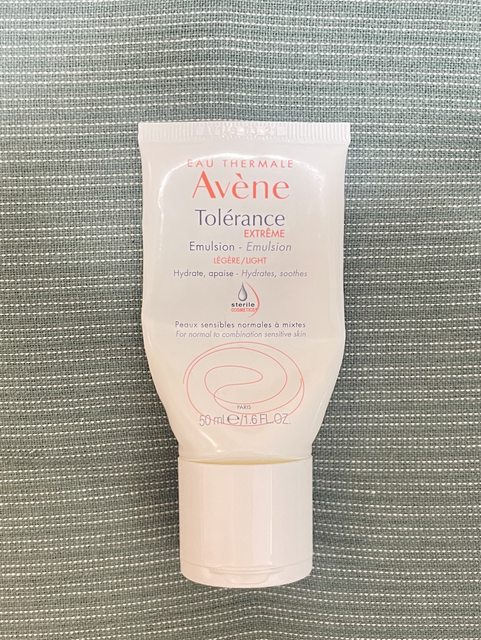 EAU THERMALE
Avène
Tolérance
EXTRÊME
Emulsion - Emulsion
LÉGÈRE/LIGHT
Hydrate, apaise - Hydrates, soothes
sterile
COSMETICS
Peaux sensibles normales à mixtes
For normal to combination sensitive skin
PARIS
50 ml e/1.6 FL.OZ.